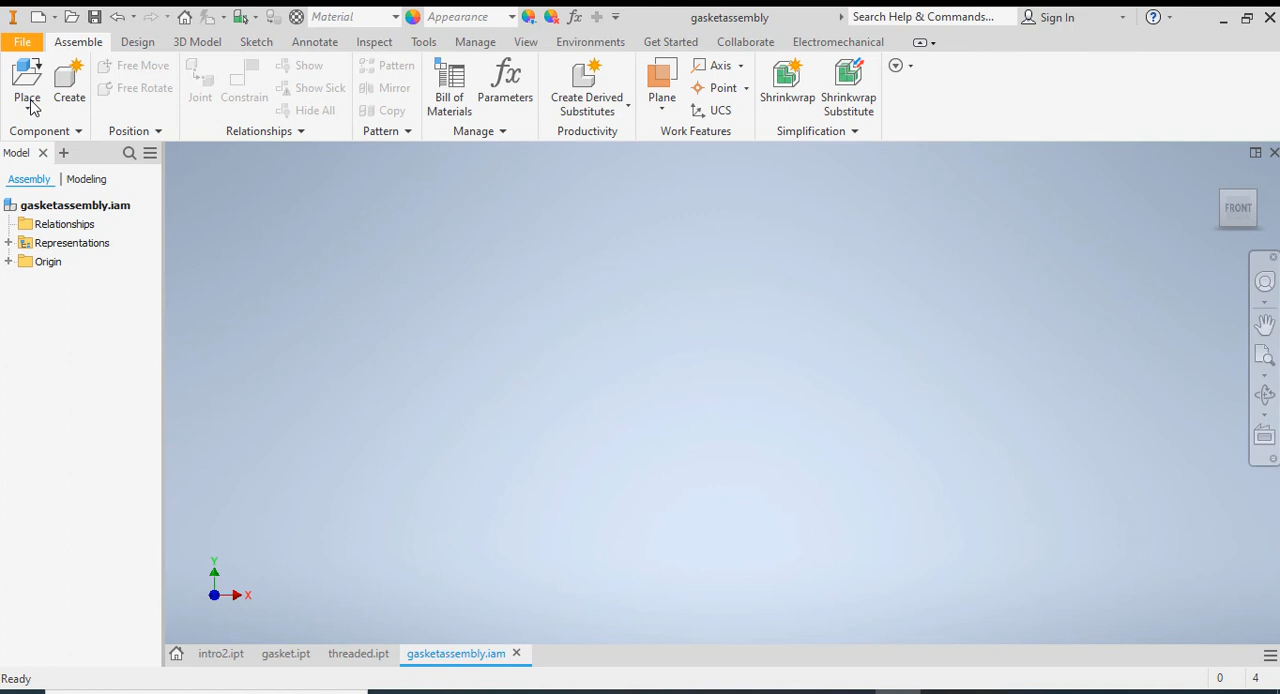 Material
Appearance
gasketassembly
Search Help & Commands...
Sign In
File Assemble Design 3D Model Sketch Annotate Inspect Tools Manage View Environments Get Started Collaborate Electromechanical
Place
Create
Free Move
Free Rotate
Joint
Constrain
Show
Show Sick
Hide All
Pattern
Mirror
Copy
Bill of
Materials
Parameters
Create Derived
Substitutes
Plane
Axis
Point
UCS
Shrinkwrap
Shrinkwrap
Substitute
Component Position Relationships Pattern Manage Productivity Work Features Simplification
Model
Assembly Modeling
gasketassembly.iam
Relationships
Representations
Origin
FRONT
Y
X
intro2.ipt gasket.ipt threaded.ipt gasketassembly.iam
Ready 0 4